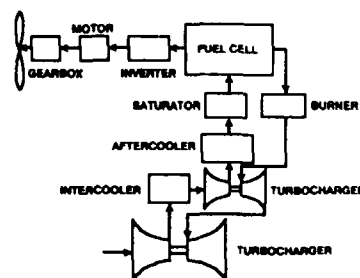 MOTOR
FUEL CELL
GEARBOX
INVERTER
SATURATOR
BURNER
AFTERCOOLER
INTERCOOLER
TURBOCHARGER
TURBOCHARGER